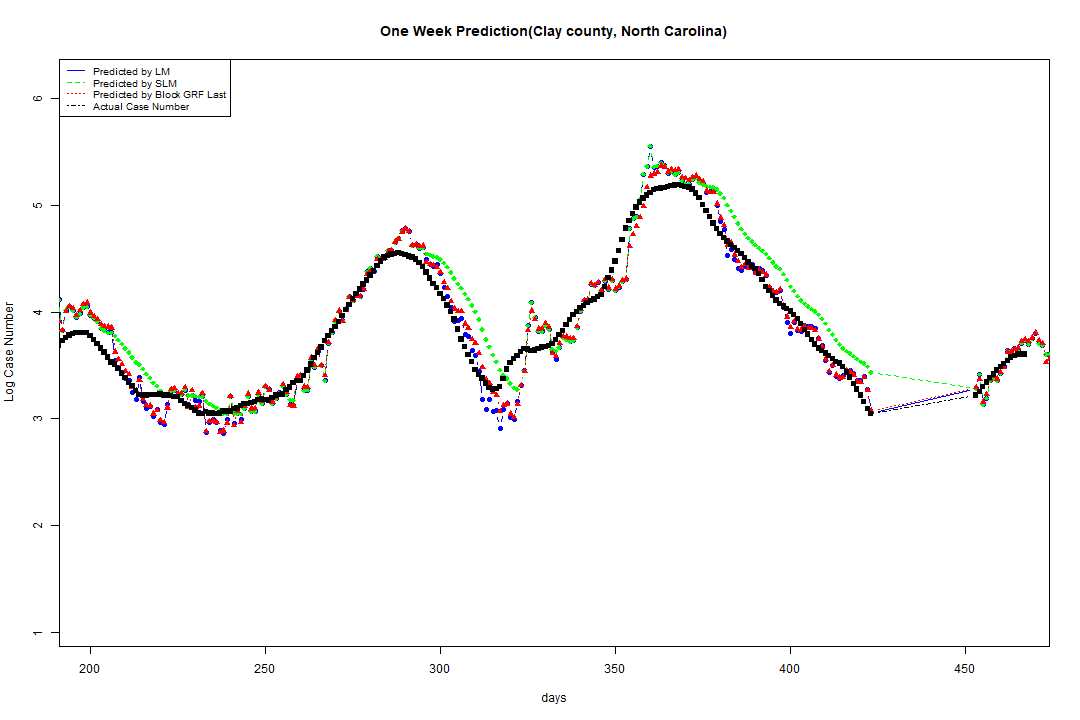 One Week Prediction(Clay county, North Carolina)
Predicted by LM
Predicted by SLM
Predicted by Block GRF Last
Actual Case Number
Log Case Number
6
5
4
3
2
1
200 250 300 350 400 450
days